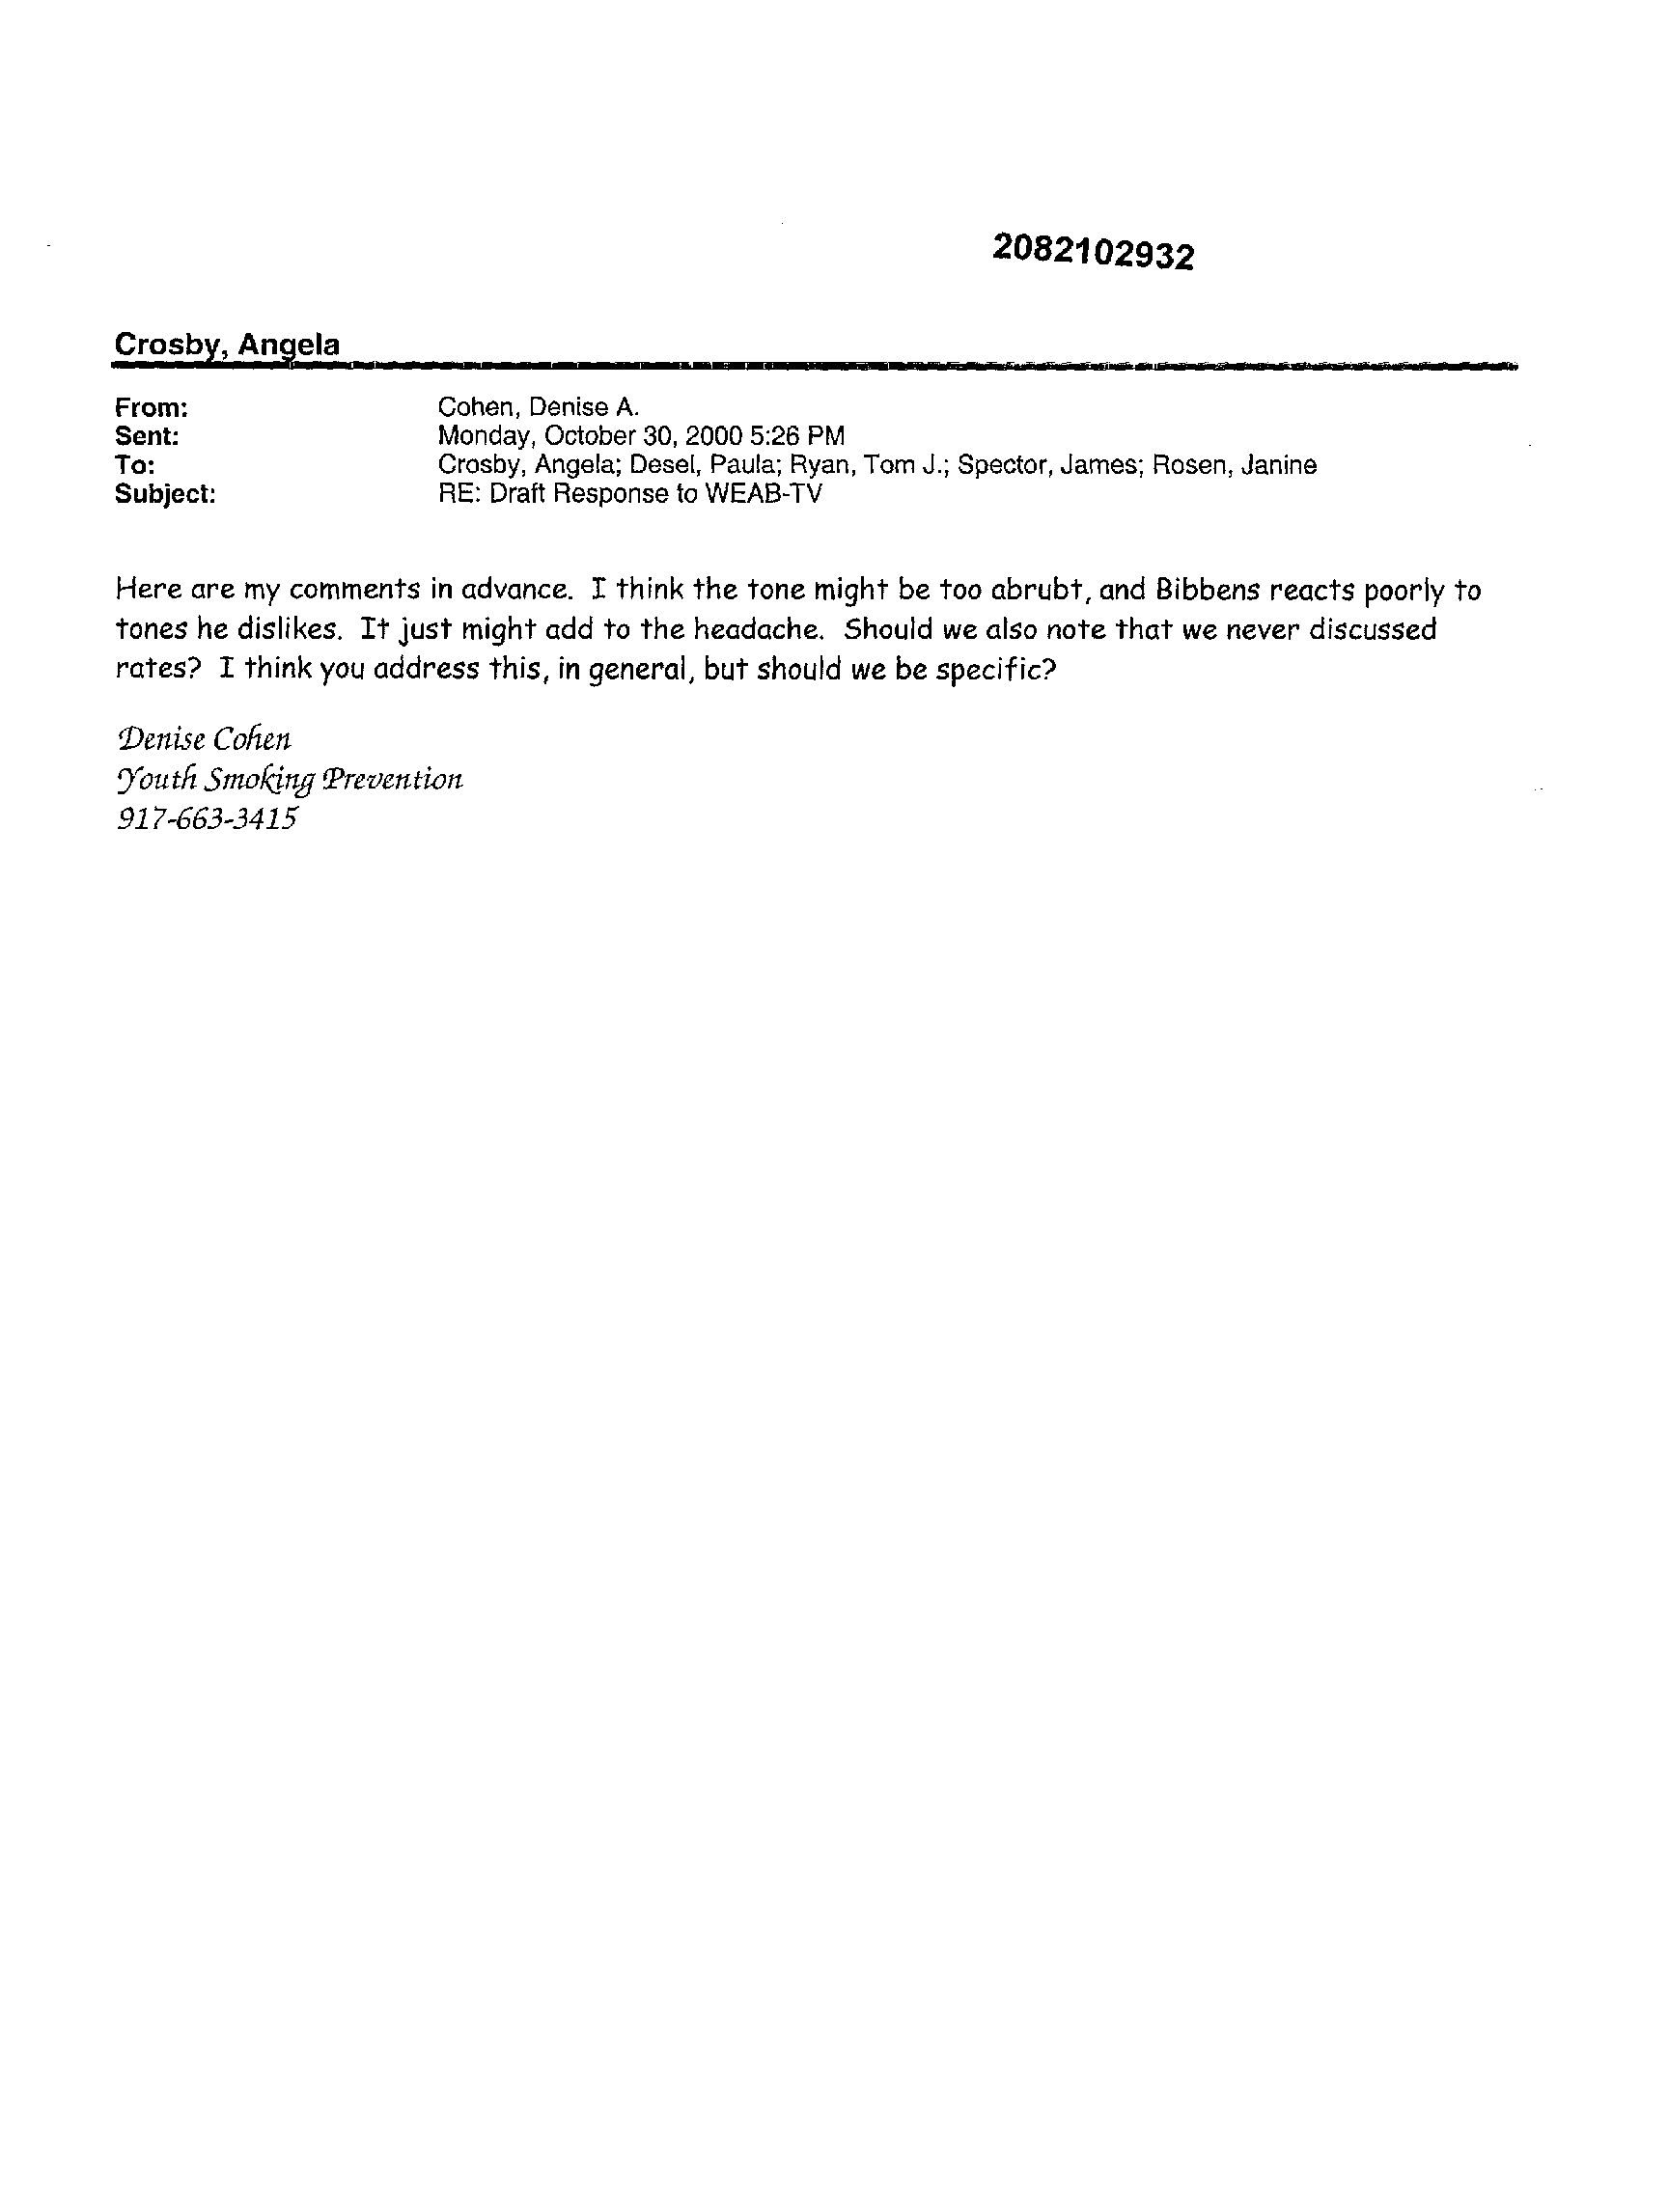 2082102932
Crosby, Angela
From: Cohen, Denise A.
Sent: Monday, October 30, 2000 5:26 PM
To: Crosby, Angela; Desel, Paula; Ryan, Tom J.; Spector, James; Rosen, Janine
Subject: RE: Draft Response to WEAB-TV
Here are my comments in advance. I think the tone might be too abrubt, and Bibbens reacts poorly to
tones he dislikes. It just might add to the headache. Should we also note that we never discussed
rates? I think you address this, in general, but should we be specific?
Denise Cohen
Youth Smoking Prevention
917-663-3415